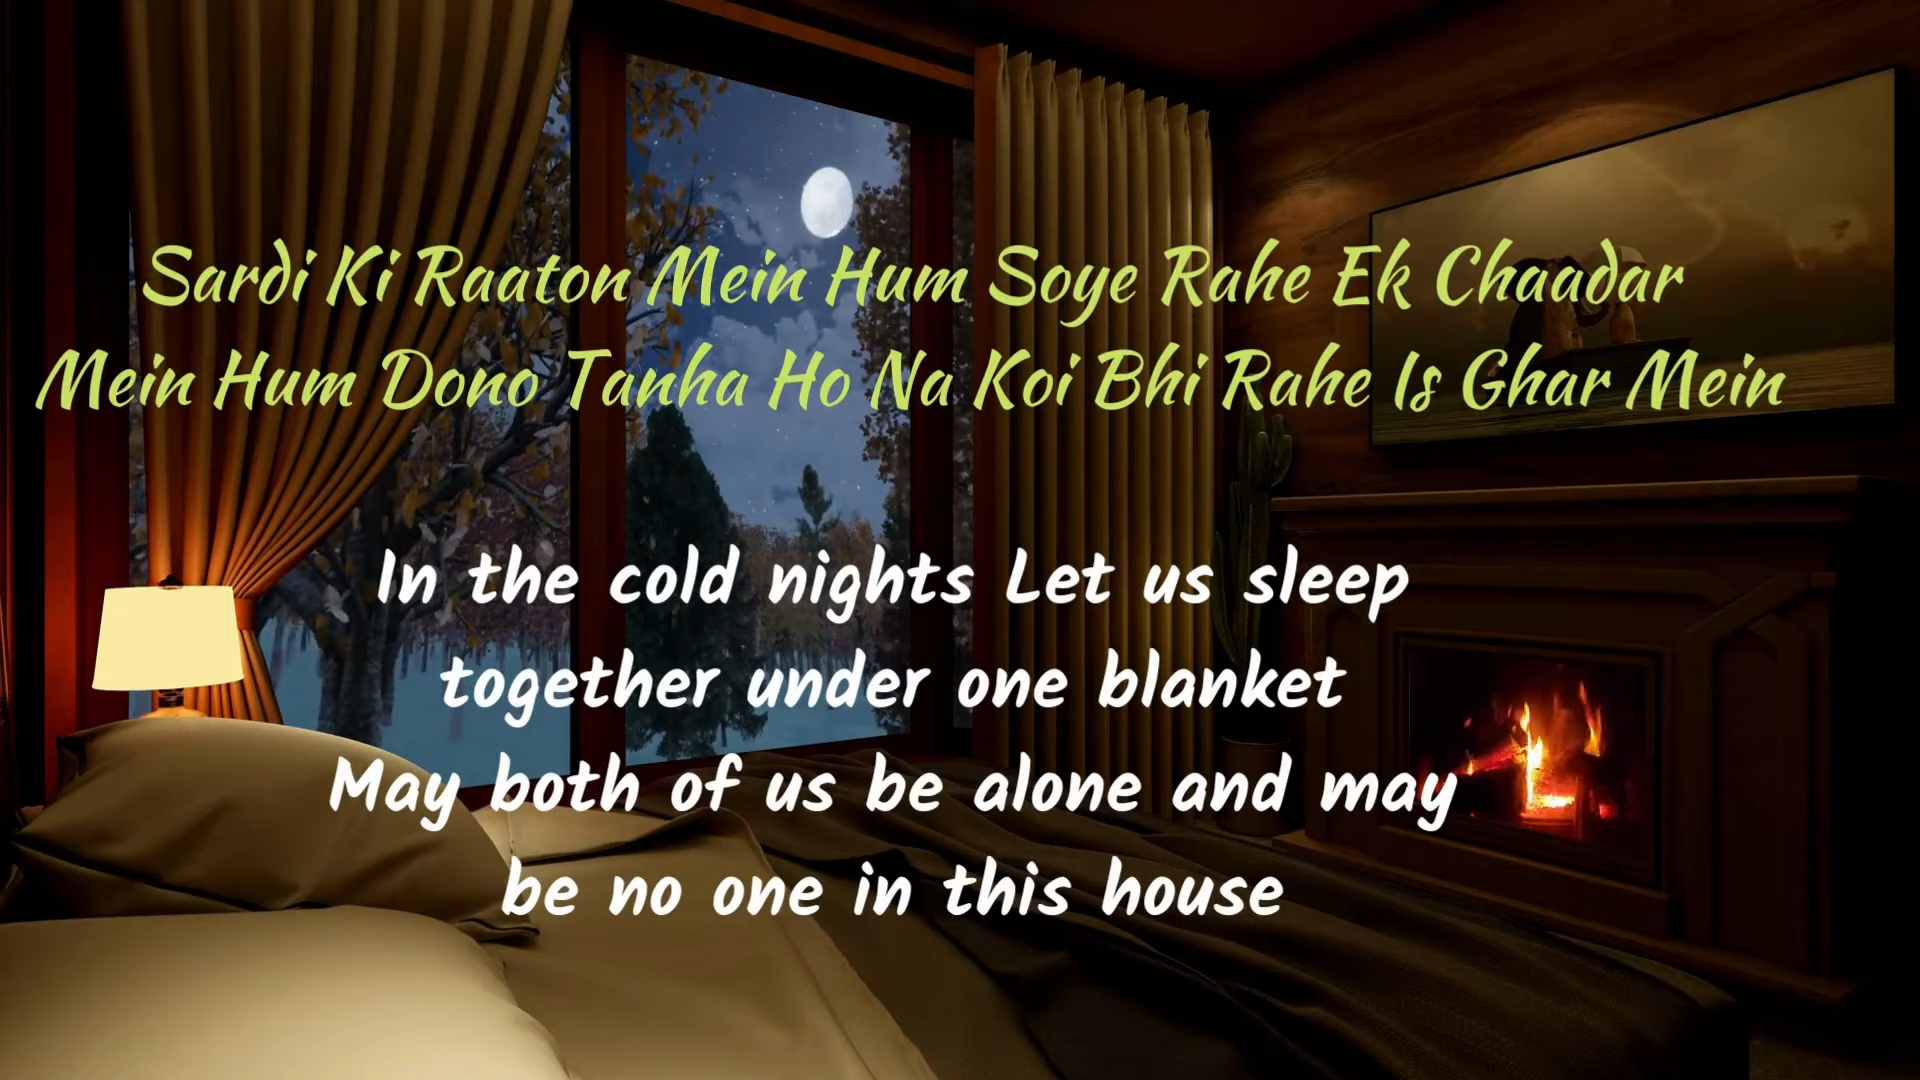 Sardi Ki Raaton Mein Hum Soye Rahe Ek Chaadar
Mein Hum Dono Tanha Ho Na Koi Bhi Rahe Is Ghar Mein
In the cold nights Let us sleep
together under one blanket
May both of us be alone and may
be no one in this house